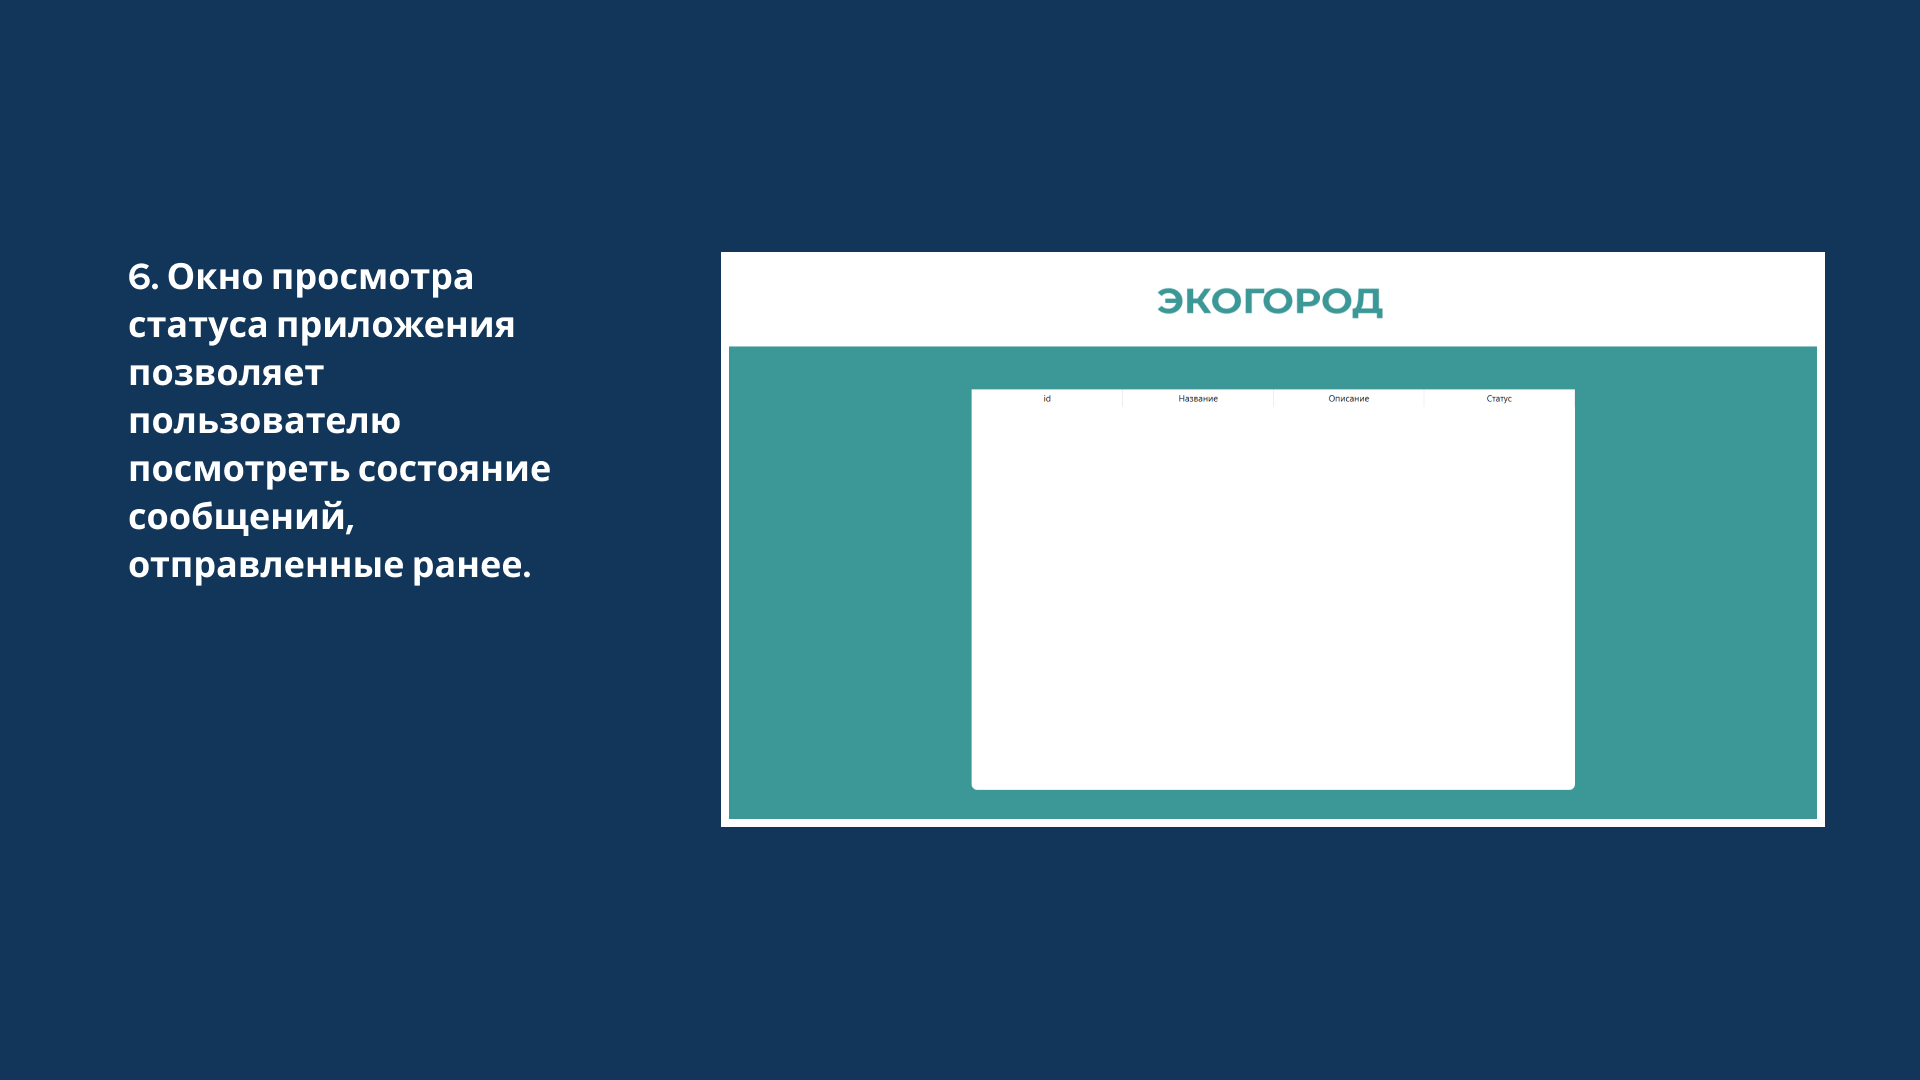 6. Окно просмотра
статуса приложения
позволяет
пользователю
посмотреть состояние
сообщений,
отправленные ранее.
ЭКОГОРОД
id Название Описание Статус